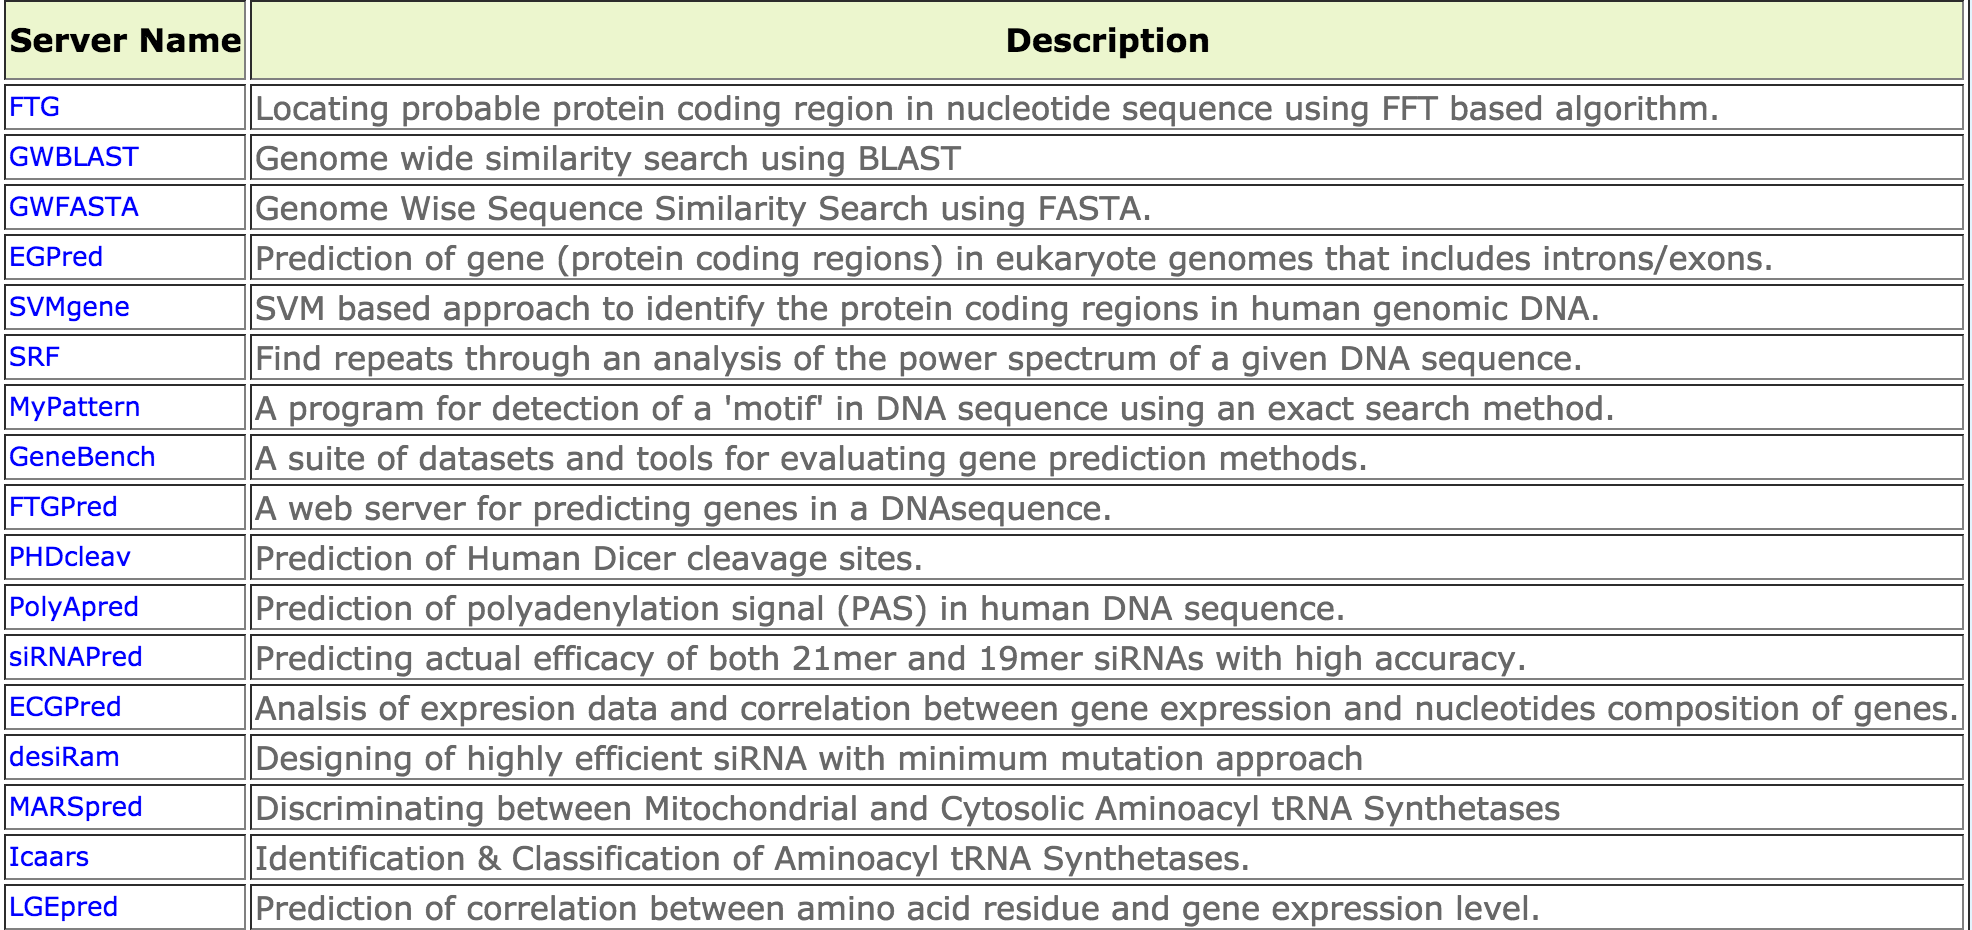 Server Name Description
FTG Locating probable protein coding region in nucleotide sequence using FFT based algorithm.
GWBLAST Genome wide similarity search using BLAST
GWFASTA Genome Wise Sequence Similarity Search using FASTA.
EGPred Prediction of gene (protein coding regions) in eukaryote genomes that includes introns/exons.
SVMgene SVM based approach to identify the protein coding regions in human genomic DNA.
SRF Find repeats through an analysis of the power spectrum of a given DNA sequence.
MyPattern A program for detection of a 'motif' in DNA sequence using an exact search method.
GeneBench A suite of datasets and tools for evaluating gene prediction methods.
FTGPred A web server for predicting genes in a DNAsequence.
PHDcleav Prediction of Human Dicer cleavage sites.
PolyApred Prediction of polyadenylation signal (PAS) in human DNA sequence.
siRNAPred Predicting actual efficacy of both 21mer and 19mer siRNAs with high accuracy.
ECGPred Analsis of expresion data and correlation between gene expression and nucleotides composition of genes.
desiRam Designing of highly efficient siRNA with minimum mutation approach
MARSpred Discriminating between Mitochondrial and Cytosolic Aminoacyl tRNA Synthetases
Icaars Identification & Classification of Aminoacyl tRNA Synthetases.
LGEpred Prediction of correlation between amino acid residue and gene expression level.